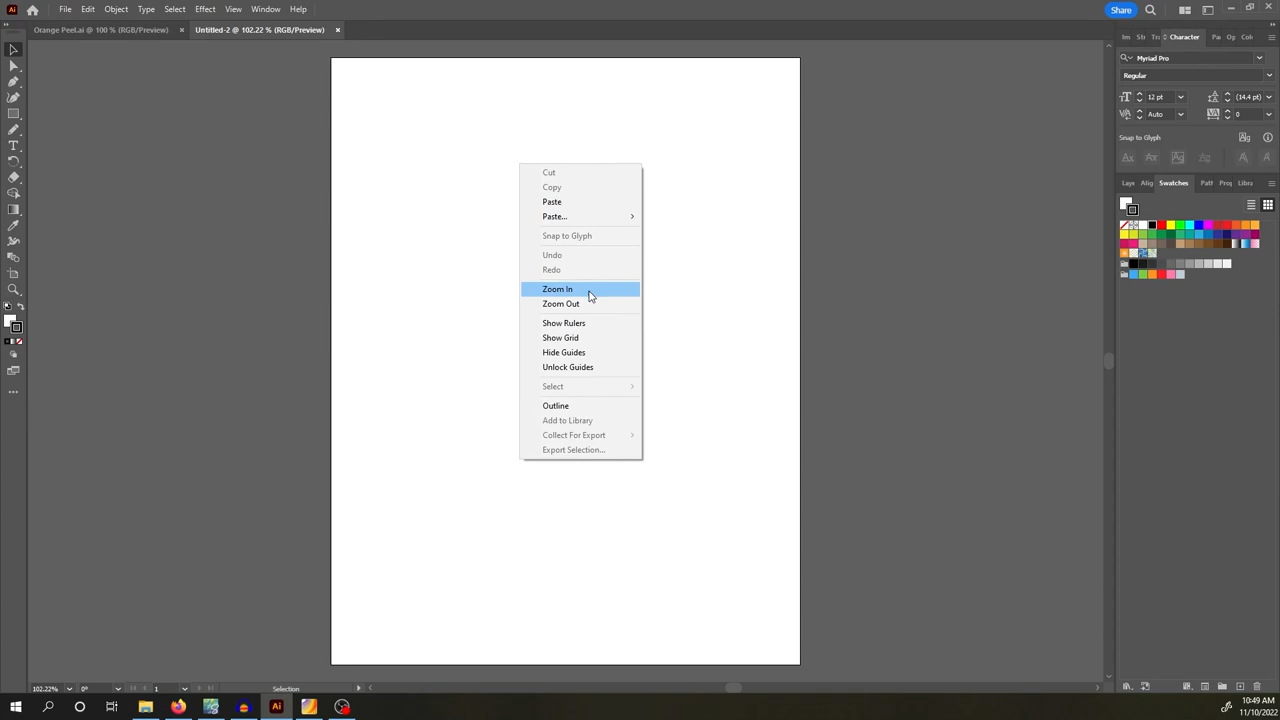 Ai File Edit Object Type Select Effect View Window Help Share
Orange Peel.ai @ 100 % (RGB/Preview) × Untitled-2 @ 102.22 % (RGB/Preview) ×
Character
Myriad Pro
Regular
12 pt (14.4 pt)
Auto 0
Snap to Glyph
Swatches
Cut
Copy
Paste
Paste...
Snap to Glyph
Undo
Redo
Zoom In
Zoom Out
Show Rulers
Show Grid
Hide Guides
Unlock Guides
Select
Outline
Add to Library
Collect For Export
Export Selection...
102.22% 0° 1 Selection
Ai
10:49 AM
11/10/2022